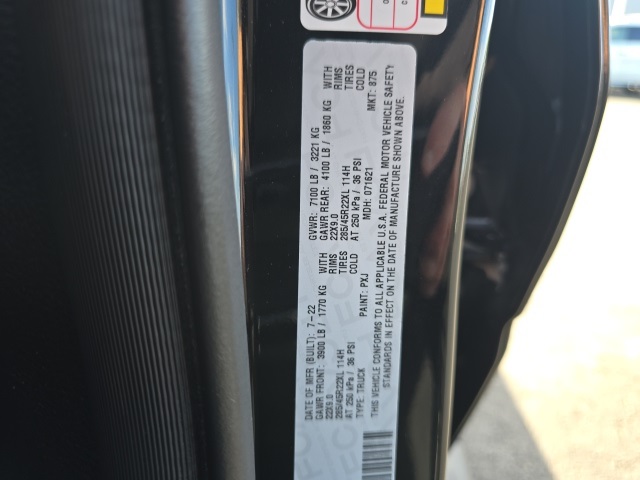 DATE OF MFR (BUILT): 7-22 GVWR: 7100 LB / 3221 KG
GAWR FRONT: 3900 LB / 1770 KG WITH GAWR REAR: 4100 LB / 1860 KG WITH
22X9.0 RIMS 22X9.0 RIMS
285/45R22XL 114H TIRES 285/45R22XL 114H TIRES
AT 250 kPa / 36 PSI COLD AT 250 kPa / 36 PSI COLD
TYPE: TRUCK PAINT: PXJ MDH: 071621 MKT: 875
THIS VEHICLE CONFORMS TO ALL APPLICABLE U.S.A. FEDERAL MOTOR VEHICLE SAFETY
STANDARDS IN EFFECT ON THE DATE OF MANUFACTURE SHOWN ABOVE.